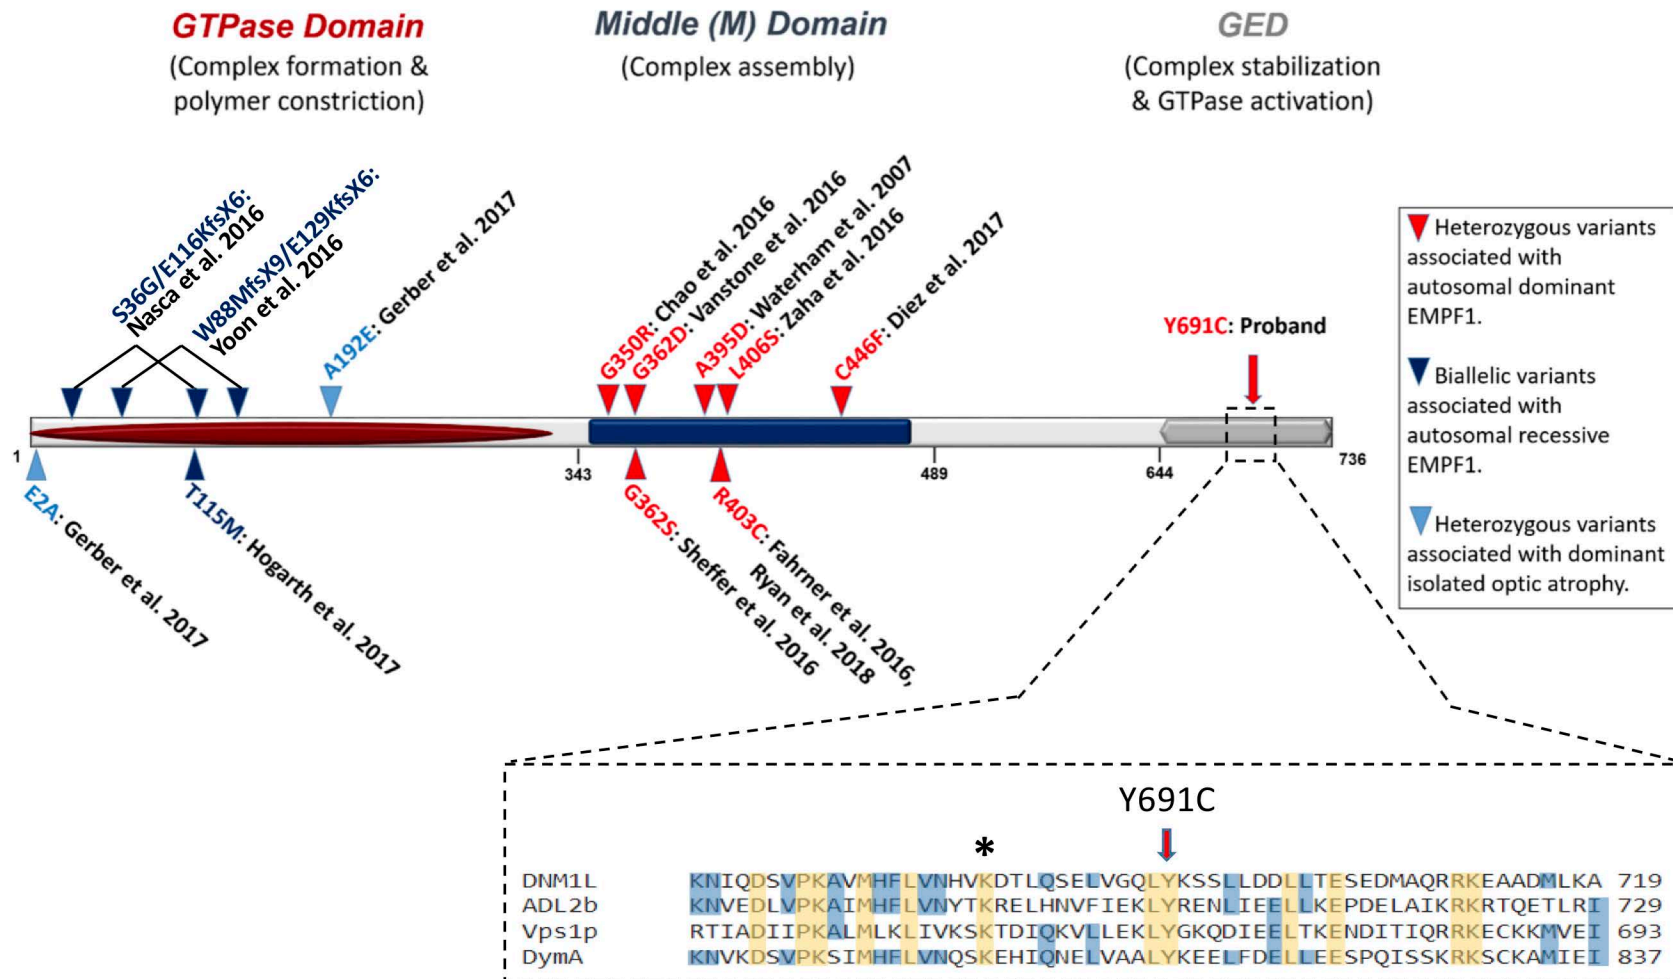 GTPase Domain
(Complex formation &
polymer constriction)
Middle (M) Domain
(Complex assembly)
GED
(Complex stabilization
& GTPase activation)
S36G/E116KfsX6:
Nasca et al. 2016
W88MfsX9/E129KfsX6:
Yoon et al. 2016
A192E: Gerber et al. 2017
G350R: Chao et al. 2016
G362D: Vanstone et al. 2016
A395D: Waterham et al. 2007
L406S: Zaha et al. 2016
C446F: Diez et al. 2017
Y691C: Proband
1
343
489
644
736
E2A: Gerber et al. 2017
T115M: Hogarth et al. 2017
G362S: Sheffer et al. 2016
R403C: Fahrner et al. 2016,
Ryan et al. 2018
Heterozygous variants
associated with
autosomal dominant
EMPF1.
Biallelic variants
associated with
autosomal recessive
EMPF1.
Heterozygous variants
associated with dominant
isolated optic atrophy.
Y691C
*
DNM1L KNIQDSVPKAVMHFLVNHVKDTLQSELVGQLYKSSLLDDLLTESEDMAQRRKEAADMLKA 719
ADL2b KNVEDLVPKAIMHFLVNYTKRELHNVFIEKLYRENLIEELLKEPDELAIKRKRTQETLRI 729
Vps1p RTIADIIPKALMLKLIVKSKTDIQKVLLEKLYGKQDIEELTKENDITIQRRKECKKMVEI 693
DymA KNVKDSVPKSIMHFLVNQSKEHIQNELVAALYKEELFDELLEESPQISSKRKSCKAMIEI 837